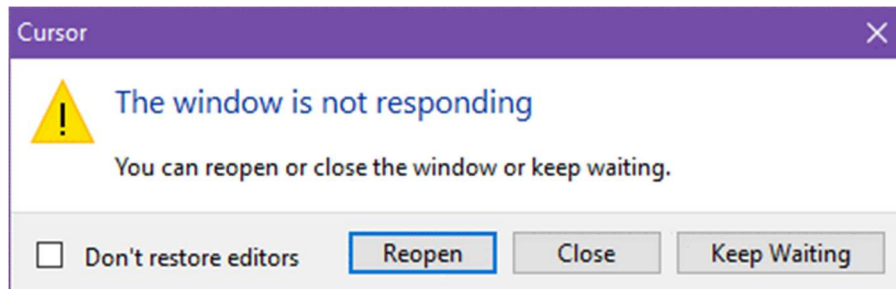 Cursor
The window is not responding
You can reopen or close the window or keep waiting.
Don't restore editors
Reopen
Close
Keep Waiting